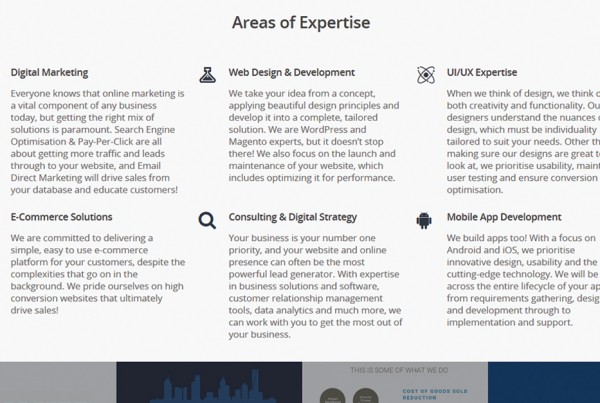 Areas of Expertise
Digital Marketing
Everyone knows that online marketing is
a vital component of any business
today, but getting the right mix of
solutions is paramount. Search Engine
Optimisation & Pay-Per-Click are all
about getting more traffic and leads
through to your website, and Email
Direct Marketing will drive sales from
your database and educate customers!
Web Design & Development
We take your idea from a concept,
applying beautiful design principles and
develop it into a complete, tailored
solution. We are WordPress and
Magento experts, but it doesn't stop
there! We also focus on the launch and
maintenance of your website, which
includes optimizing it for performance.
UI/UX Expertise
When we think of design, we think o
both creativity and functionality. Ou
designers understand the nuances o
design, which must be individuality
tailored to suit your needs. Other th
making sure our designs are great t
look at, we prioritise usability, maint
user testing and ensure conversion
optimisation.
E-Commerce Solutions
We are committed to delivering a
simple, easy to use e-commerce
platform for your customers, despite the
complexities that go on in the
background. We pride ourselves on high
conversion websites that ultimately
drive sales!
Consulting & Digital Strategy
Your business is your number one
priority, and your website and online
presence can often be the most
powerful lead generator. With expertise
in business solutions and software,
customer relationship management
tools, data analytics and much more, we
can work with you to get the most out of
your business.
Mobile App Development
We build apps too! With a focus on
Android and iOS, we prioritise
innovative design, usability and the
cutting-edge technology. We will be
across the entire lifecycle of your ap
from requirements gathering, desig
and development through to
implementation and support.
THIS IS SOME OF WHAT WE DO
COST OF GOODS SOLD
REDUCTION